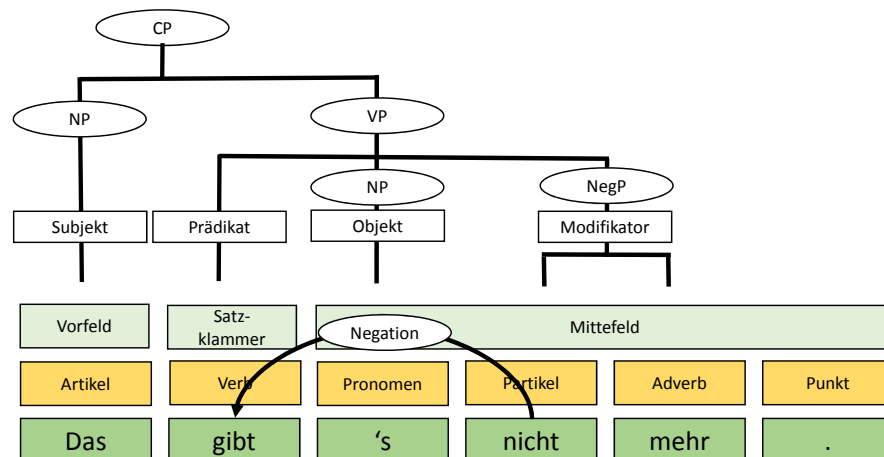 CP
NP
VP
NP
NegP
Subjekt
Prädikat
Objekt
Modifikator
Vorfeld
Satz-
klammer
Negation
Mittefeld
Artikel
Verb
Pronomen
Partikel
Adverb
Punkt
Das
gibt
‘s
nicht
mehr
.